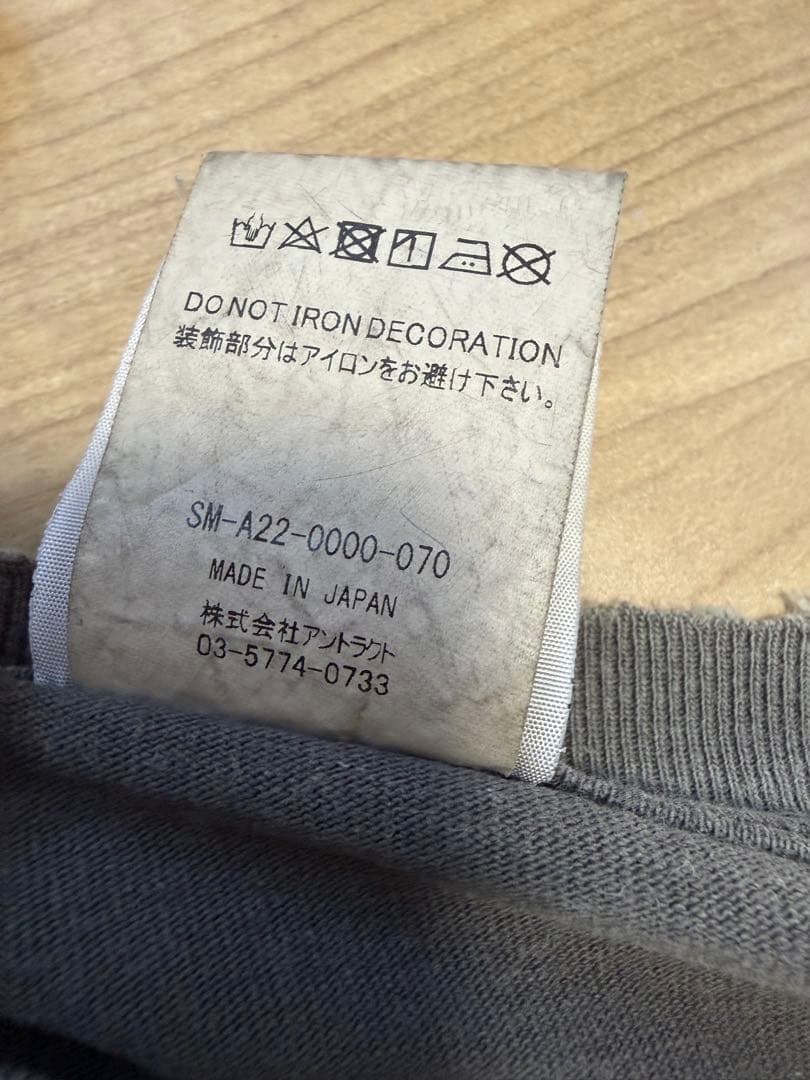 DO NOT IRON DECORATION
装飾部分はアイロンをお避け下さい。
SM-A22-0000-070
MADE IN JAPAN
株式会社アントラクト
03-5774-0733